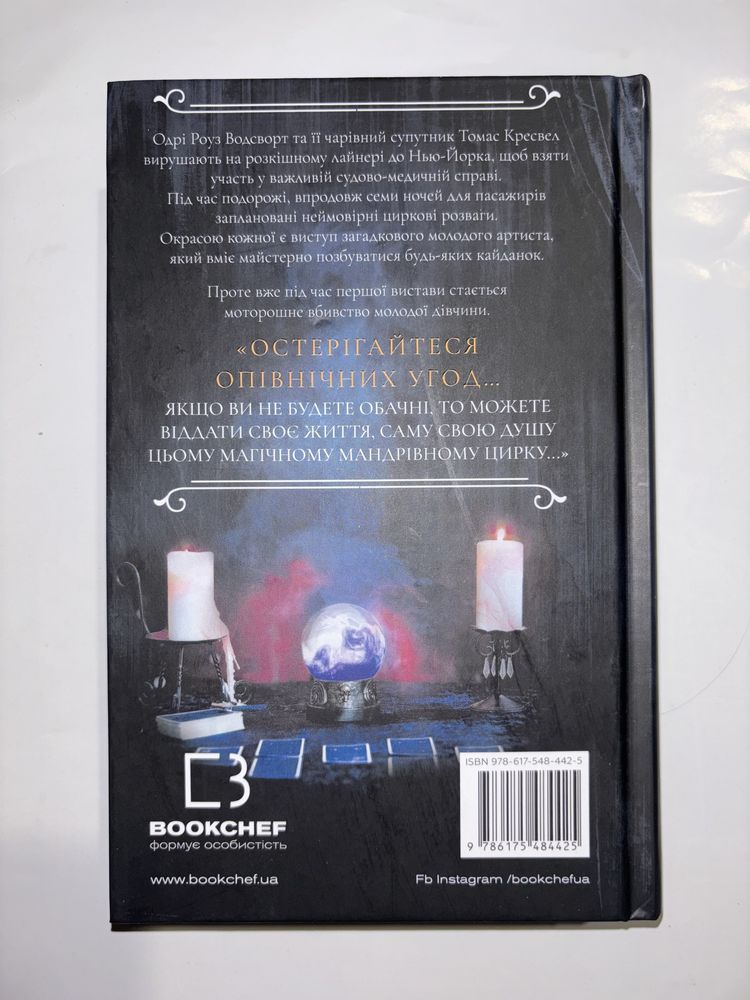 Одрі Роуз Водсворт та її чарівний супутник Томас Кресвел
вирушають на розкішному лайнері до Нью-Йорка, щоб взяти
участь у важливій судово-медичній справі.
Під час подорожі, впродовж семи ночей для пасажирів
заплановані неймовірні циркові розваги.
Окрасою кожної є виступ загадкового молодого артиста,
який вміє майстерно позбуватися будь-яких кайданок.
Проте вже під час першої вистави стається
моторошне вбивство молодої дівчини.
«ОСТЕРІГАЙТЕСЯ
ОПІВНІЧНИХ УГОД...
ЯКЩО ВИ НЕ БУДЕТЕ ОБАЧНІ, ТО МОЖЕТЕ
ВІДДАТИ СВОЄ ЖИТТЯ, САМУ СВОЮ ДУШУ
ЦЬОМУ МАГІЧНОМУ МАНДРІВНОМУ ЦИРКУ...»
ISBN 978-617-548-442-5
9 786175 484425
BOOKCHEF
формує особистість
www.bookchef.ua
Fb Instagram /bookchefua